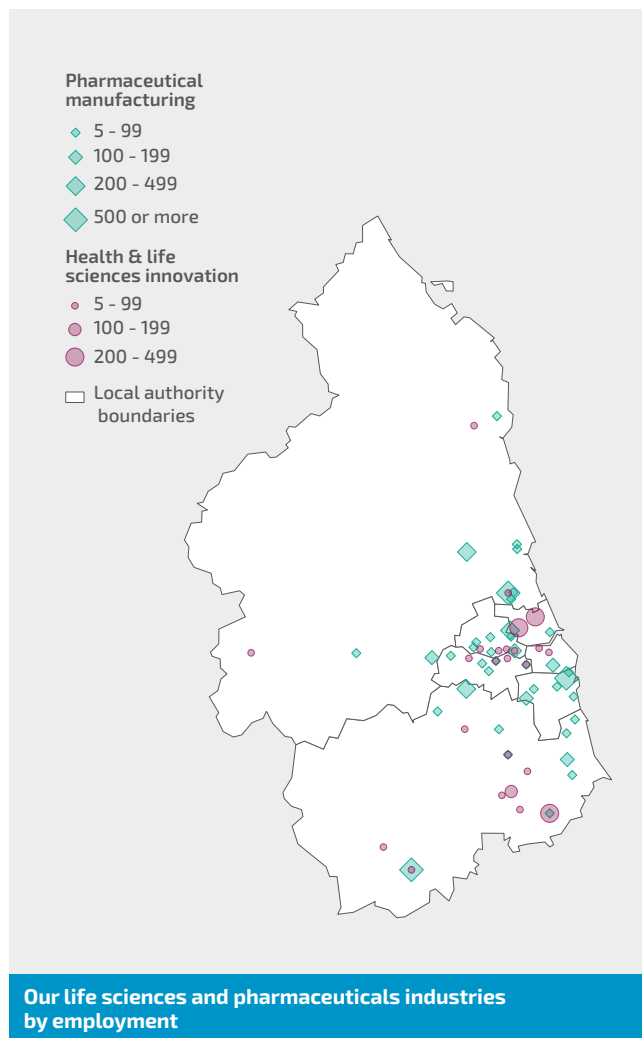 Pharmaceutical
manufacturing
5 - 99
100 - 199
200 - 499
500 or more
Health & life
sciences innovation
5 - 99
100 - 199
200 - 499
Local authority
boundaries
Our life sciences and pharmaceuticals industries
by employment